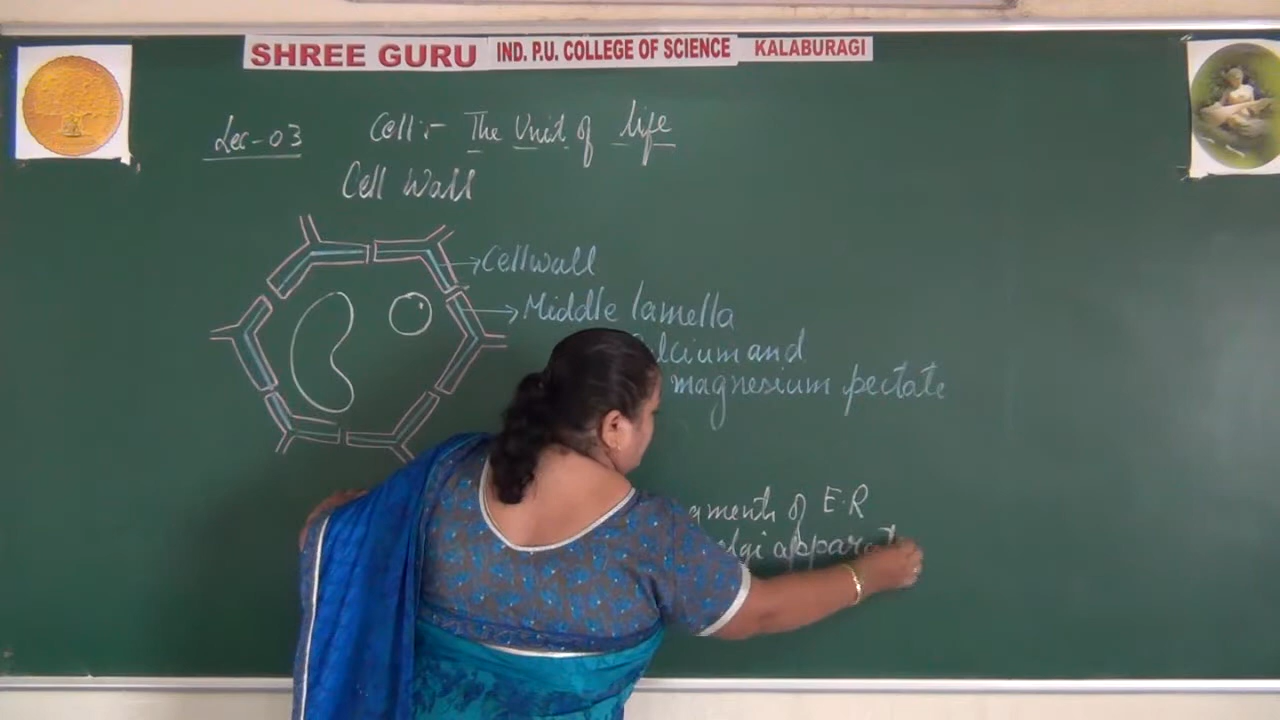 SHREE GURU IND. P.U. COLLEGE OF SCIENCE KALABURAGI
Lec-03 Cell:- The Unit of life
Cell Wall
Cellwall
Middle lamella
lcium and
magnesium pectate
gments of E.R
lgi apparat